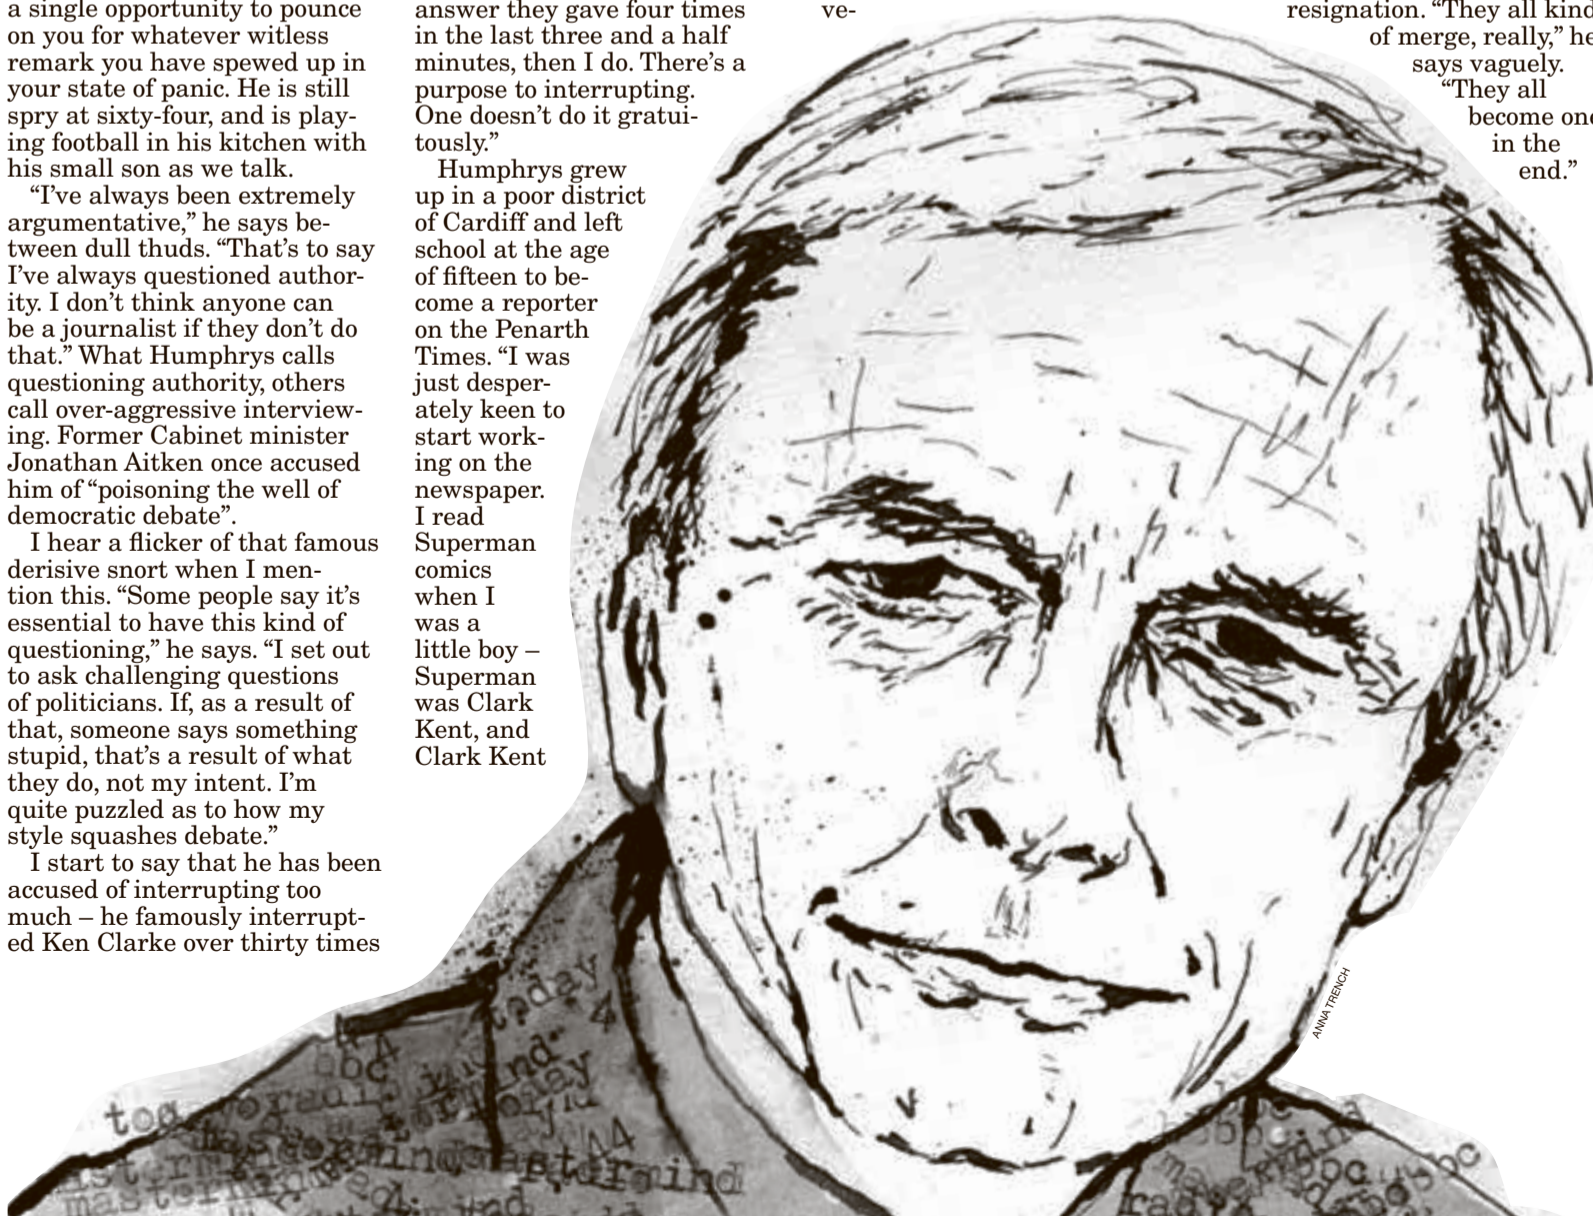 a single opportunity to pounce
on you for whatever witless
remark you have spewed up in
your state of panic. He is still
spry at sixty-four, and is play-
ing football in his kitchen with
his small son as we talk.
“I’ve always been extremely
argumentative,” he says be-
tween dull thuds. “That’s to say
I’ve always questioned author-
ity. I don’t think anyone can
be a journalist if they don’t do
that.” What Humphrys calls
questioning authority, others
call over-aggressive interview-
ing. Former Cabinet minister
Jonathan Aitken once accused
him of “poisoning the well of
democratic debate”.
I hear a flicker of that famous
derisive snort when I men-
tion this. “Some people say it’s
essential to have this kind of
questioning,” he says. “I set out
to ask challenging questions
of politicians. If, as a result of
that, someone says something
stupid, that’s a result of what
they do, not my intent. I’m
quite puzzled as to how my
style squashes debate.”
I start to say that he has been
accused of interrupting too
much – he famously interrupt-
ed Ken Clarke over thirty times
answer they gave four times
in the last three and a half
minutes, then I do. There’s a
purpose to interrupting.
One doesn’t do it gratui-
tously.”
Humphrys grew
up in a poor district
of Cardiff and left
school at the age
of fifteen to be-
come a reporter
on the Penarth
Times. “I was
just desper-
ately keen to
start work-
ing on the
newspaper.
I read
Superman
comics
when I
was a
little boy –
Superman
was Clark
Kent, and
Clark Kent
ve-
resignation. “They all kind
of merge, really,” he
says vaguely.
“They all
become one
in the
end.”
ANNA TRENCH
today
4
bbc
mastermind